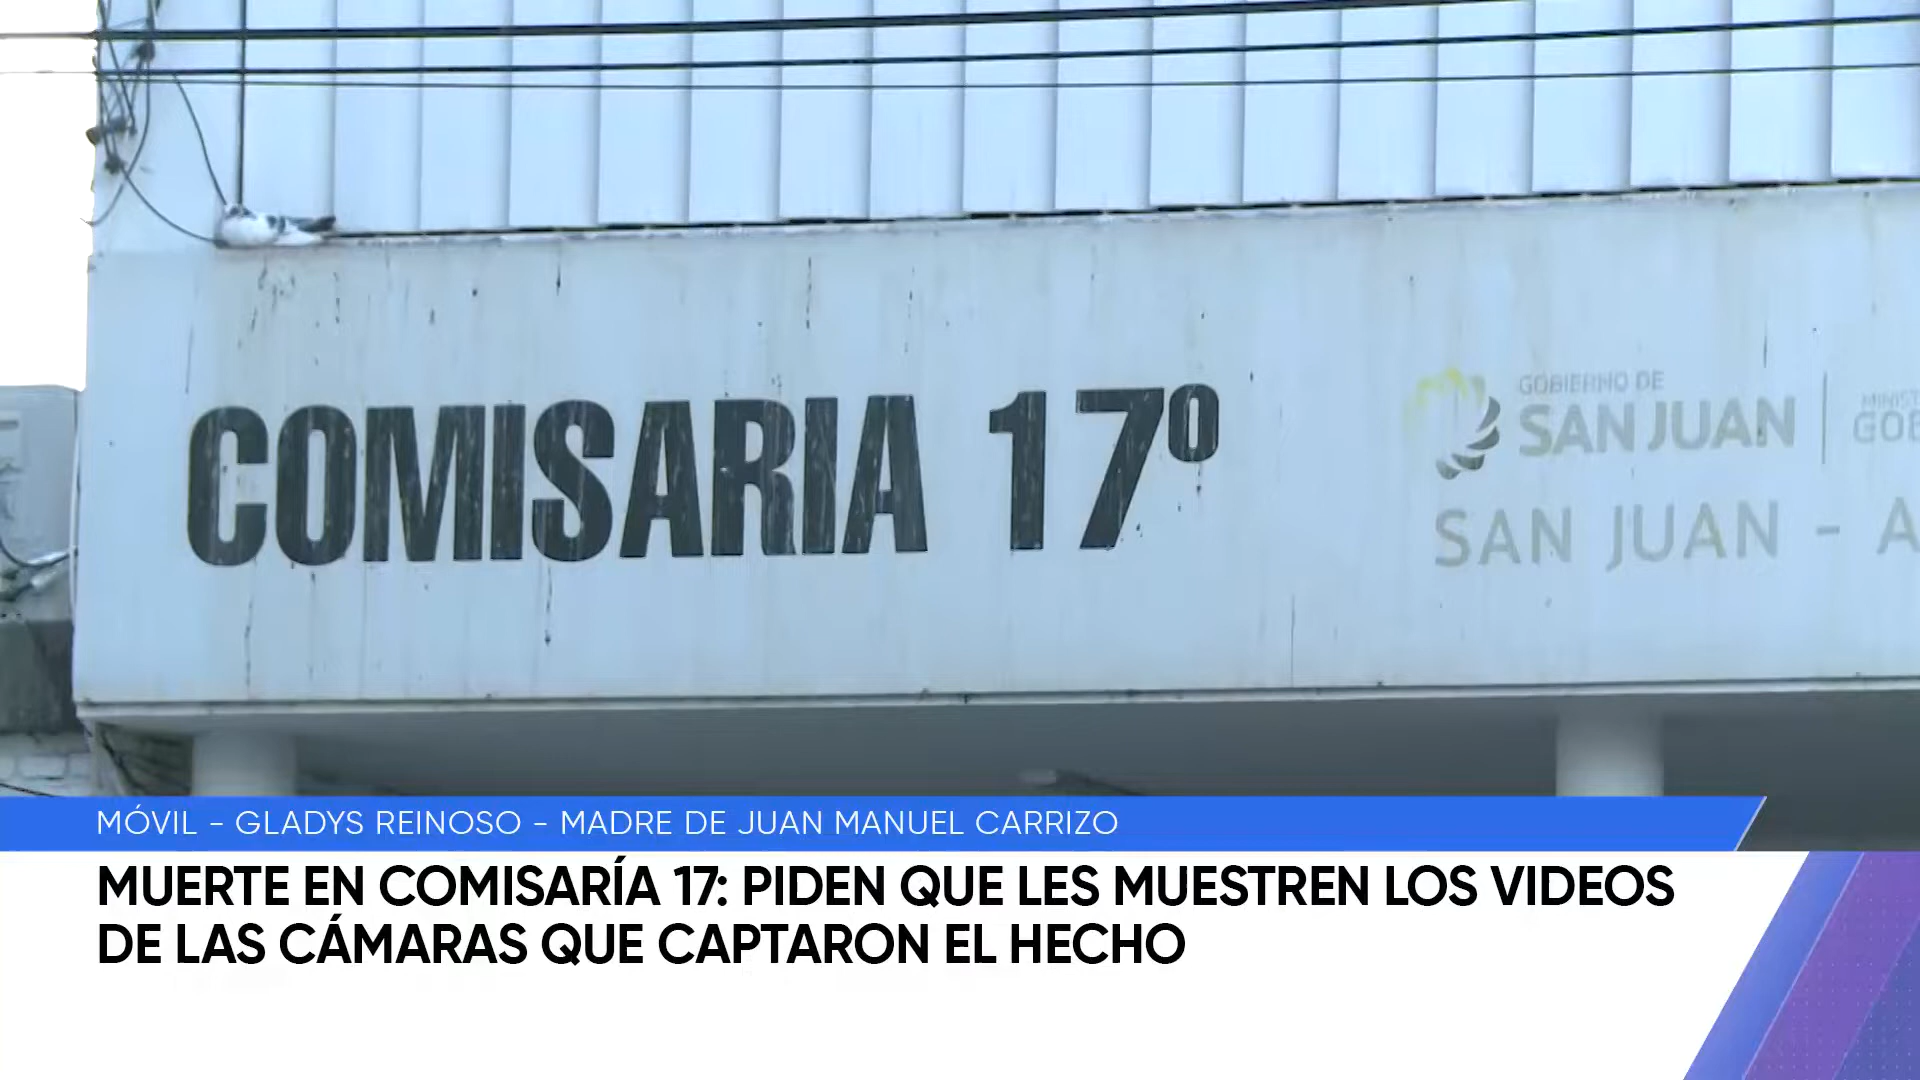 COMISARIA 17º
GOBIERNO DE
SAN JUAN
SAN JUAN - A
MÓVIL - GLADYS REINOSO - MADRE DE JUAN MANUEL CARRIZO
MUERTE EN COMISARÍA 17: PIDEN QUE LES MUESTREN LOS VIDEOS
DE LAS CÁMARAS QUE CAPTARON EL HECHO